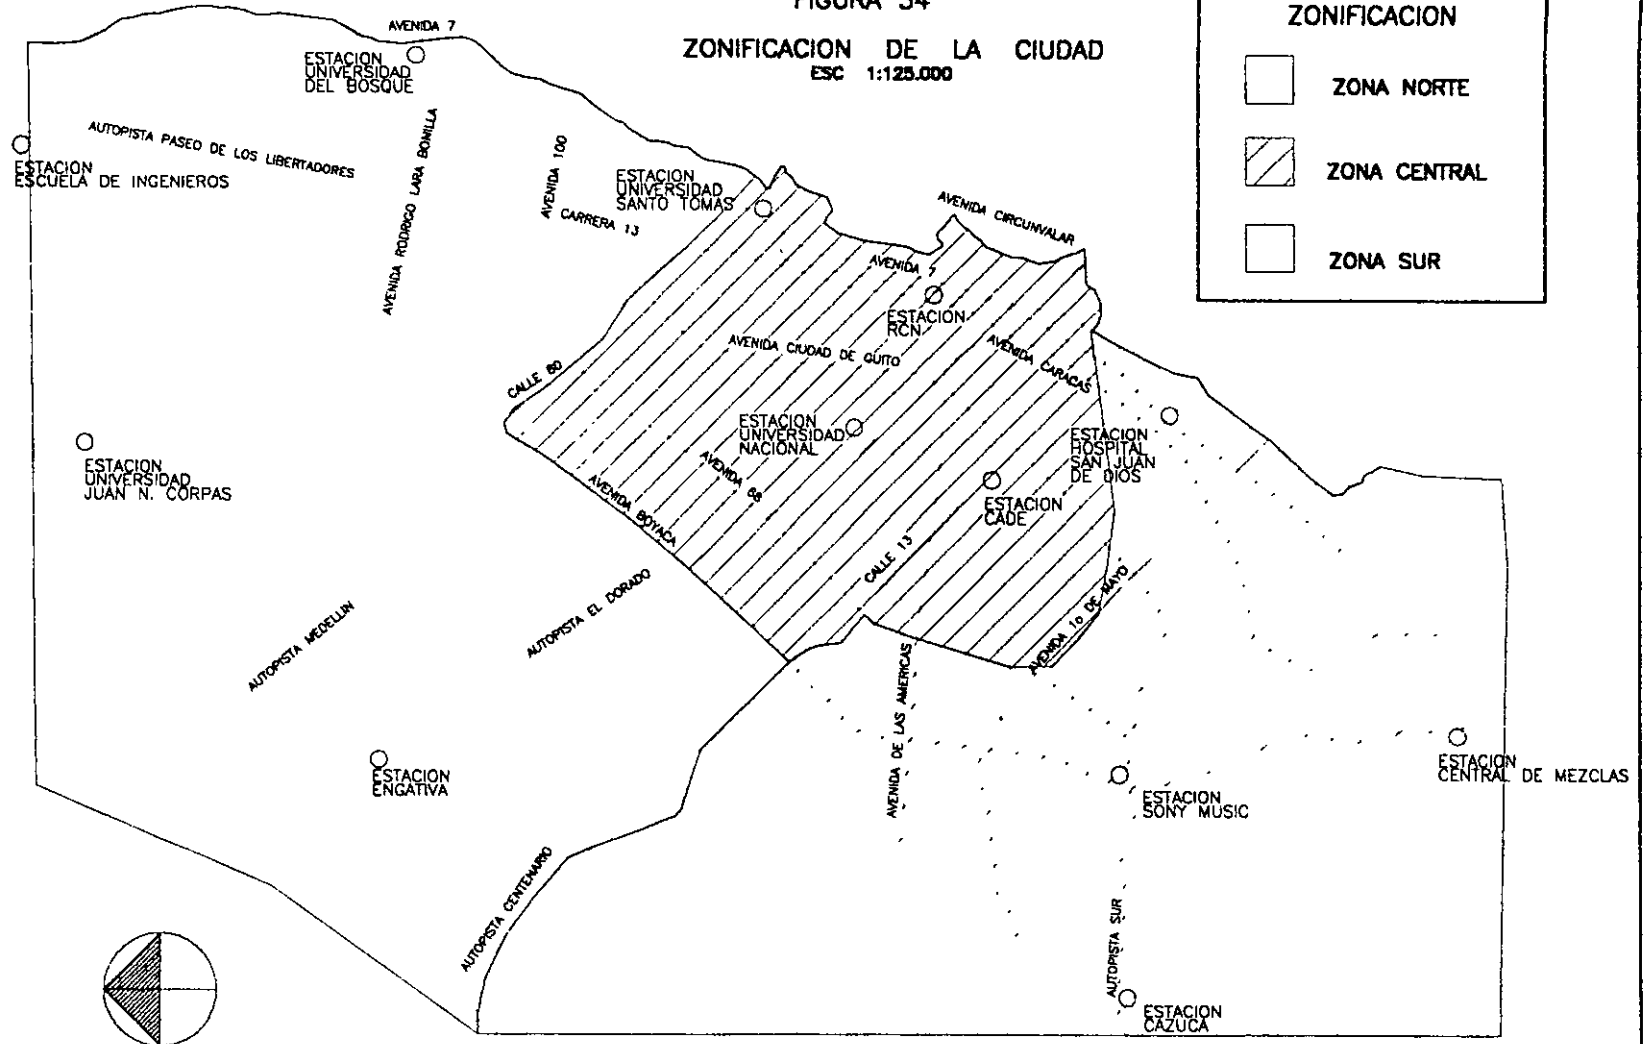 FIGURA 34
ZONIFICACION DE LA CIUDAD
ESC 1:125.000
ZONIFICACION
ZONA NORTE
ZONA CENTRAL
ZONA SUR
AVENIDA 7
ESTACION
UNIVERSIDAD
DEL BOSQUE
AUTOPISTA PASEO DE LOS LIBERTADORES
ESTACION
ESCUELA DE INGENIEROS
AVENIDA RODRIGO LARA BONILLA
AVENIDA 100
CARRERA 13
ESTACION
UNIVERSIDAD
SANTO TOMAS
AVENIDA CIRCUNVALAR
AVENIDA 7
ESTACION
RCN
AVENIDA CIUDAD DE QUITO
AVENIDA CARACAS
CALLE 80
ESTACION
UNIVERSIDAD
NACIONAL
AVENIDA 68
AVENIDA BOYACA
ESTACION
HOSPITAL
SAN JUAN
DE DIOS
ESTACION
CADE
CALLE 13
ESTACION
UNIVERSIDAD
JUAN N. CORPAS
AUTOPISTA MEDELLIN
AUTOPISTA EL DORADO
AVENIDA 1o DE MAYO
AVENIDA DE LAS AMERICAS
ESTACION
ENGATIVA
ESTACION
SONY MUSIC
ESTACION
CENTRAL DE MEZCLAS
AUTOPISTA CENTENARIO
AUTOPISTA SUR
ESTACION
CAZUCA